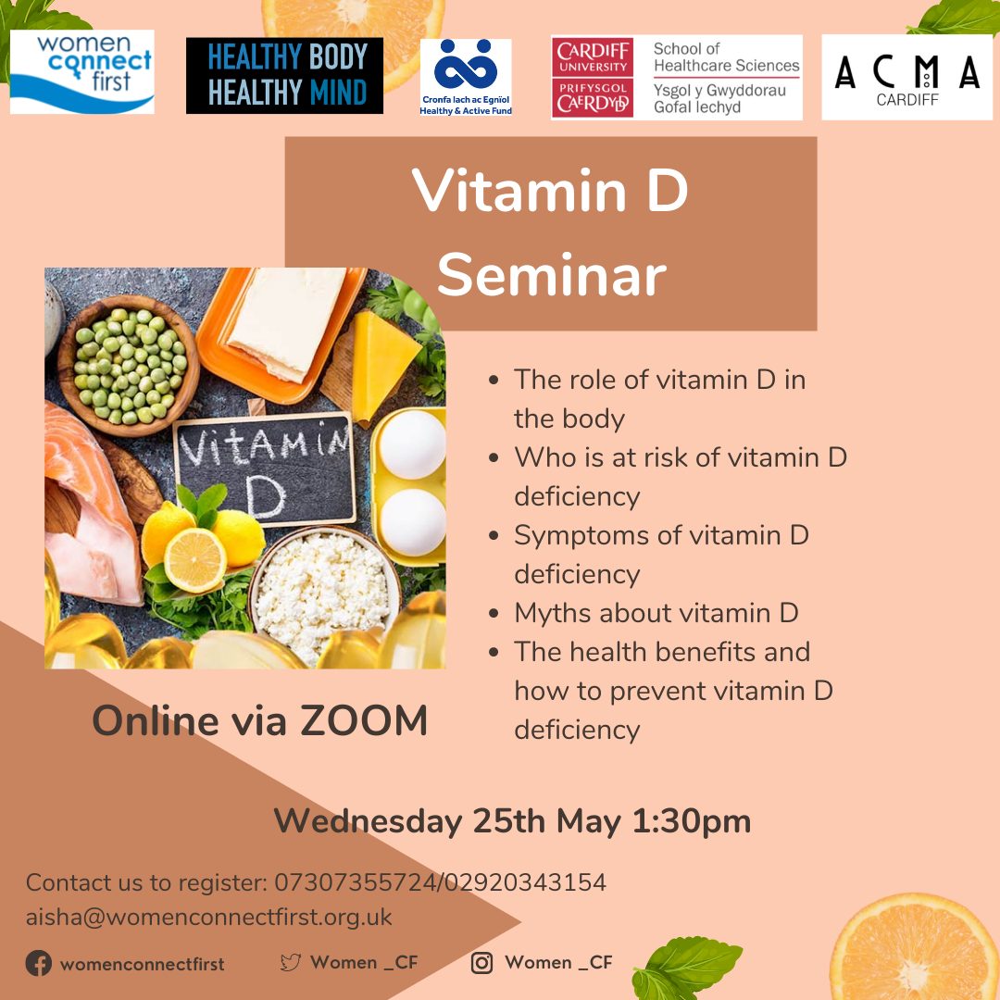 women
connect
first
HEALTHY BODY
HEALTHY MIND
Cronfa Iach ac Egnïol
Healthy & Active Fund
CARDIFF
UNIVERSITY
PRIFYSGOL
CAERDYDD
School of
Healthcare Sciences
Ysgol y Gwyddorau
Gofal Iechyd
ACMA
CARDIFF
Vitamin D
Seminar
VITAMIN
D
The role of vitamin D in
the body
Who is at risk of vitamin D
deficiency
Symptoms of vitamin D
deficiency
Myths about vitamin D
The health benefits and
how to prevent vitamin D
deficiency
Online via ZOOM
Wednesday 25th May 1:30pm
Contact us to register: 07307355724/02920343154
aisha@womenconnectfirst.org.uk
womenconnectfirst
Women _CF
Women _CF